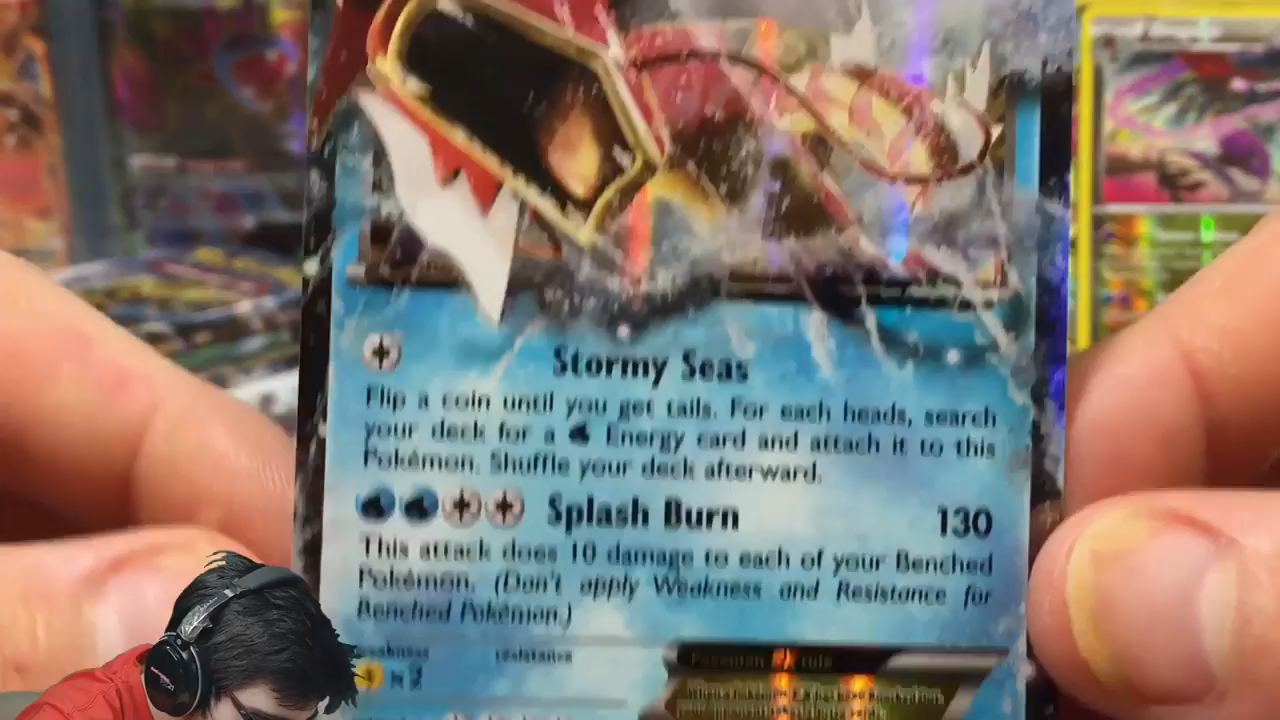 Stormy Seas
Flip a coin until you get tails. For each heads, search
your deck for a Energy card and attach it to this
Pokémon. Shuffle your deck afterward.
Splash Burn 130
This attack does 10 damage to each of your Benched
Pokémon. (Don't apply Weakness and Resistance for
Benched Pokémon.)
weakness resistance
×2
Pokémon EX rule